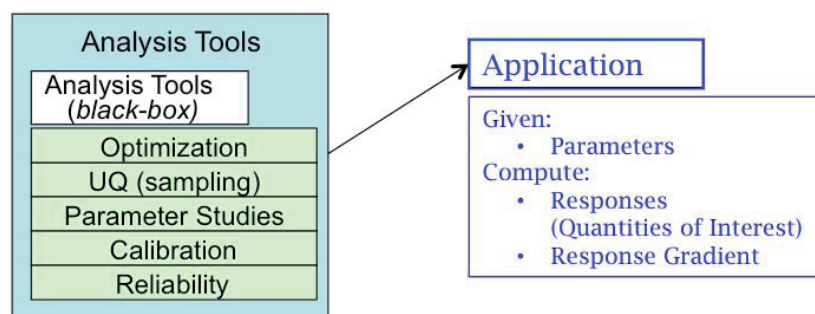 Analysis Tools
Analysis Tools
(black-box)
Optimization
UQ (sampling)
Parameter Studies
Calibration
Reliability
Application
Given:
• Parameters
Compute:
• Responses
(Quantities of Interest)
• Response Gradient